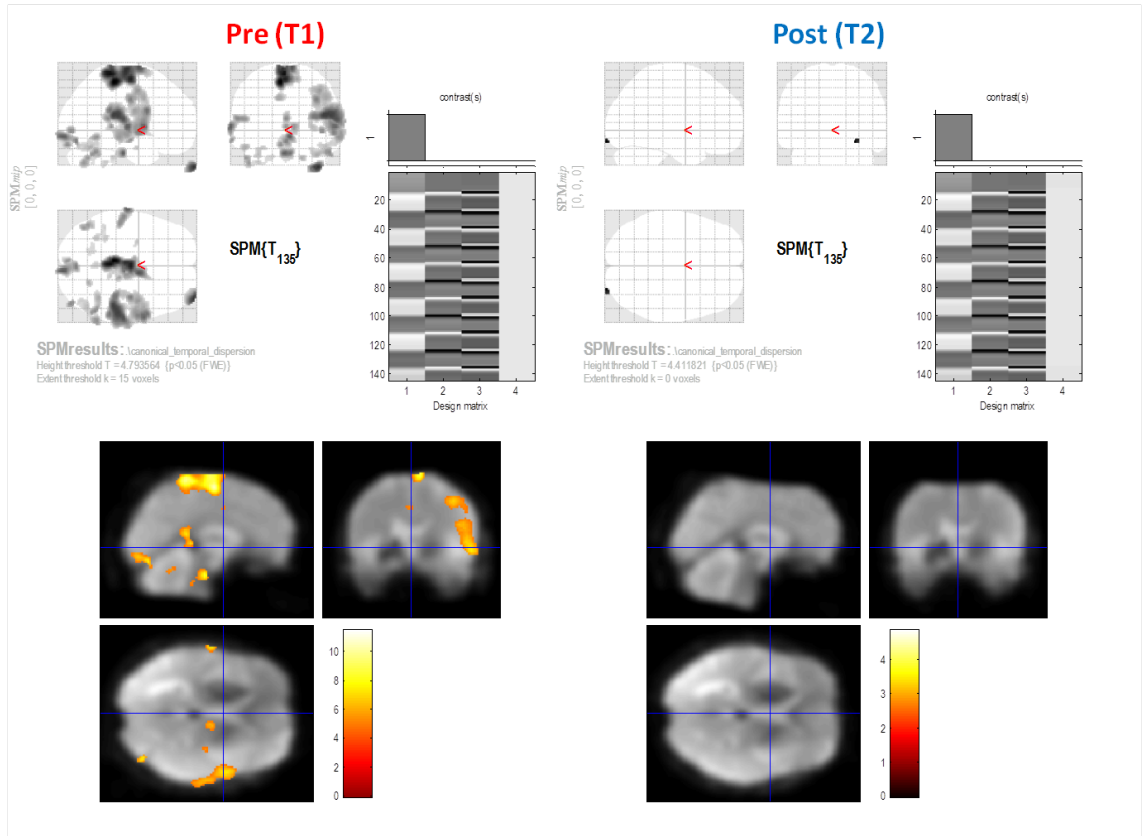 Pre (T1)
contrast(s)
1
SPMmip
[0, 0, 0]
<
<
<
SPM{T135}
20
40
60
80
100
120
140
1 2 3 4
Design matrix
SPMresults: .\canonical_temporal_dispersion
Height threshold T = 4.793564 {p<0.05 (FWE)}
Extent threshold k = 15 voxels
10
8
6
4
2
0
Post (T2)
contrast(s)
1
SPMmip
[0, 0, 0]
<
<
<
SPM{T135}
20
40
60
80
100
120
140
1 2 3 4
Design matrix
SPMresults: .\canonical_temporal_dispersion
Height threshold T = 4.411821 {p<0.05 (FWE)}
Extent threshold k = 0 voxels
4
3
2
1
0